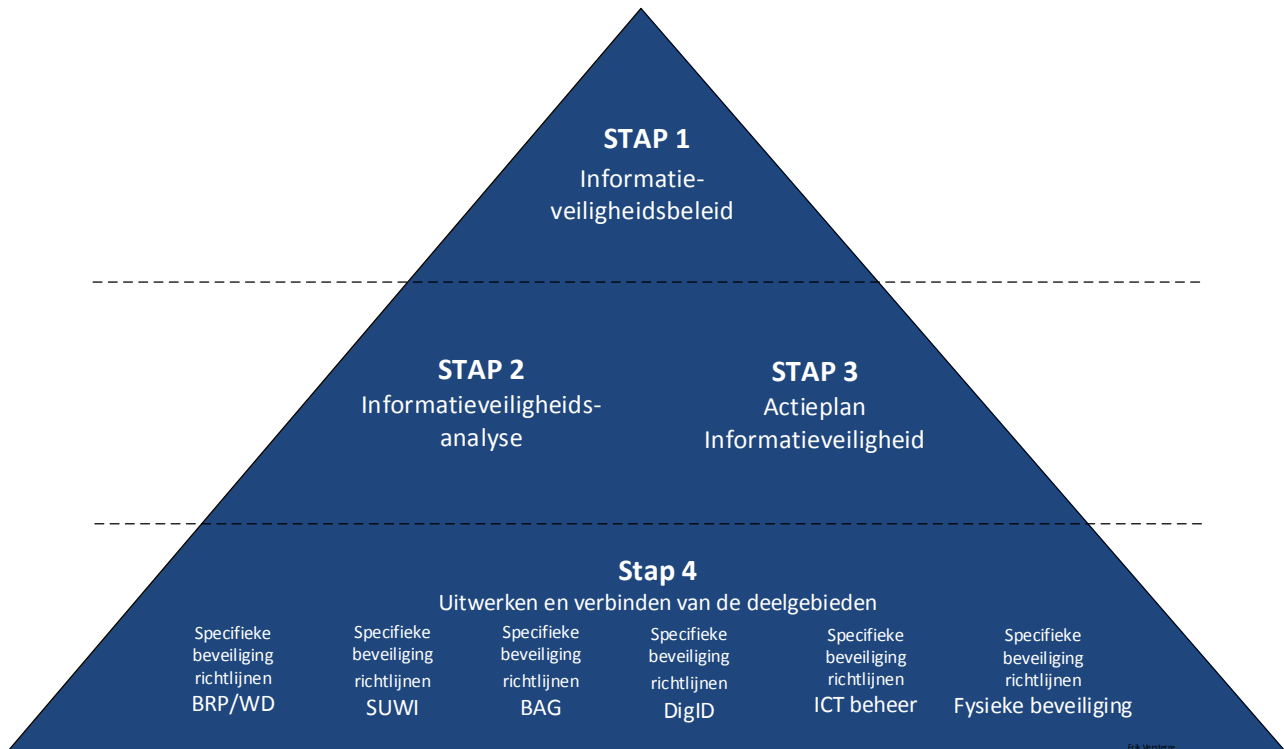 STAP 1
Informatie-
veiligheidsbeleid
STAP 2
Informatieveiligheids-
analyse
STAP 3
Actieplan
Informatieveiligheid
Stap 4
Uitwerken en verbinden van de deelgebieden
Specifieke
beveiliging
richtlijnen
BRP/WD
Specifieke
beveiliging
richtlijnen
SUWI
Specifieke
beveiliging
richtlijnen
BAG
Specifieke
beveiliging
richtlijnen
DigID
Specifieke
beveiliging
richtlijnen
ICT beheer
Specifieke
beveiliging
richtlijnen
Fysieke beveiliging